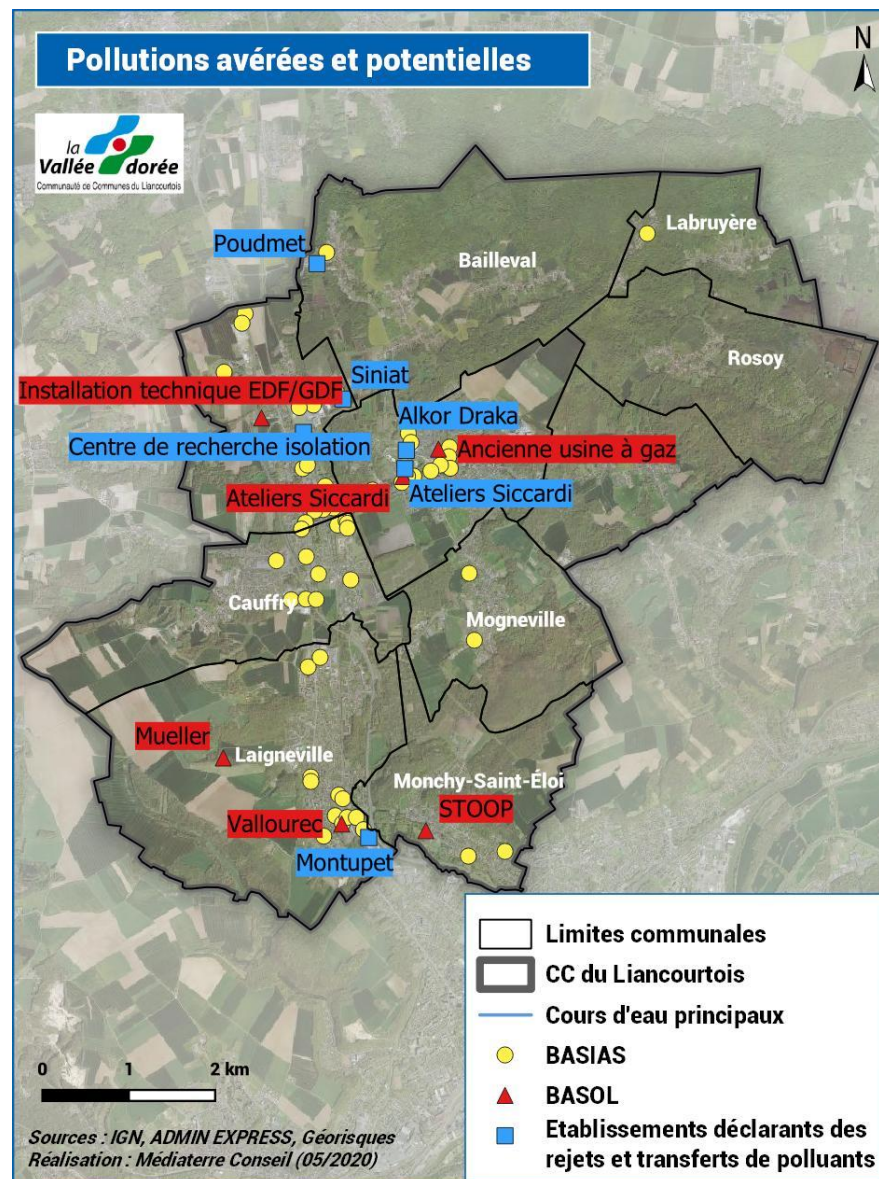 Pollutions avérées et potentielles
N
la
Vallée dorée
Communauté de Communes du Liancourtois
Labruyère
Poudmet
Bailleval
Rosoy
Siniat
Installation technique EDF/GDF
Alkor Draka
Centre de recherche isolation
Ancienne usine à gaz
Ateliers Siccardi
Ateliers Siccardi
Cauffry
Mogneville
Mueller
Laigneville
Monchy-Saint-Éloi
STOOP
Vallourec
Montupet
Limites communales
CC du Liancourtois
Cours d'eau principaux
BASIAS
BASOL
Etablissements déclarants des
rejets et transferts de polluants
0 1 2 km
Sources : IGN, ADMIN EXPRESS, Géorisques
Réalisation : Médiaterre Conseil (05/2020)